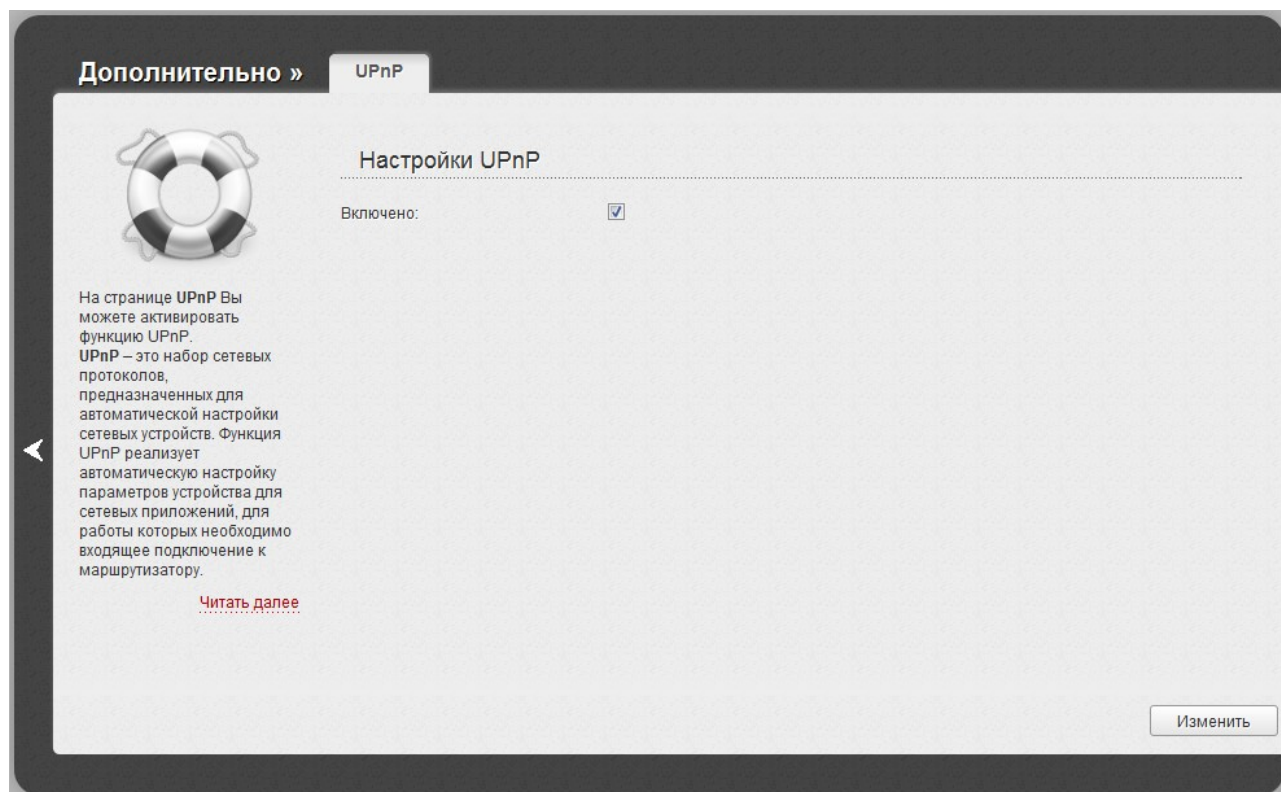 Дополнительно »
UPnP
Настройки UPnP
Включено:
На странице UPnP Вы
можете активировать
функцию UPnP.
UPnP – это набор сетевых
протоколов,
предназначенных для
автоматической настройки
сетевых устройств. Функция
UPnP реализует
автоматическую настройку
параметров устройства для
сетевых приложений, для
работы которых необходимо
входящее подключение к
маршрутизатору.
Читать далее
Изменить